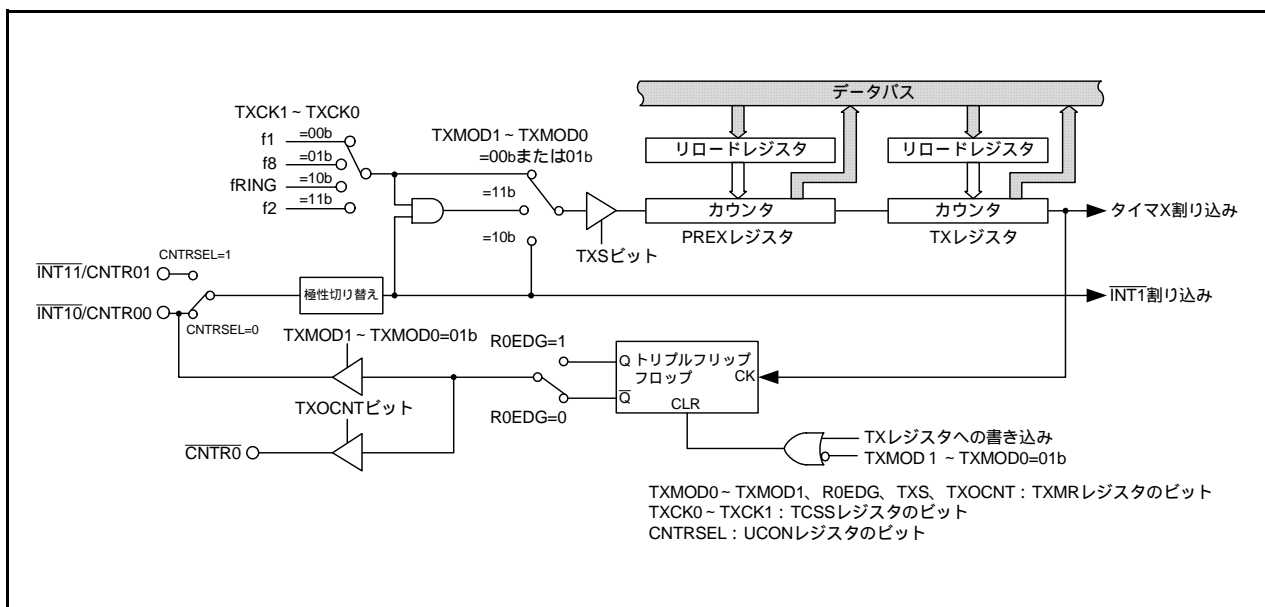 データバス
TXCK1~TXCK0
f1 =00b
f8 =01b
fRING =10b
f2 =11b
TXMOD1~TXMOD0
=00bまたは01b
=11b
=10b
TXSビット
リロードレジスタ
カウンタ
PREXレジスタ
リロードレジスタ
カウンタ
TXレジスタ
タイマX割り込み
INT11/CNTR01
CNTRSEL=1
INT10/CNTR00
CNTRSEL=0
極性切り替え
INT1割り込み
TXMOD1~TXMOD0=01b
R0EDG=1
R0EDG=0
Q トリプルフリップ
フロップ
CK
Q
CLR
TXOCNTビット
CNTR0
TXレジスタへの書き込み
TXMOD 1 ~TXMOD0=01b
TXMOD0~TXMOD1、R0EDG、TXS、TXOCNT:TXMRレジスタのビット
TXCK0~TXCK1:TCSSレジスタのビット
CNTRSEL:UCONレジスタのビット